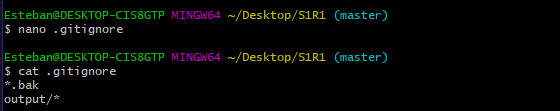 Esteban@DESKTOP-CIS8GTP MINGW64 ~/Desktop/S1R1 (master)
$ nano .gitignore
Esteban@DESKTOP-CIS8GTP MINGW64 ~/Desktop/S1R1 (master)
$ cat .gitignore
*.bak
output/*